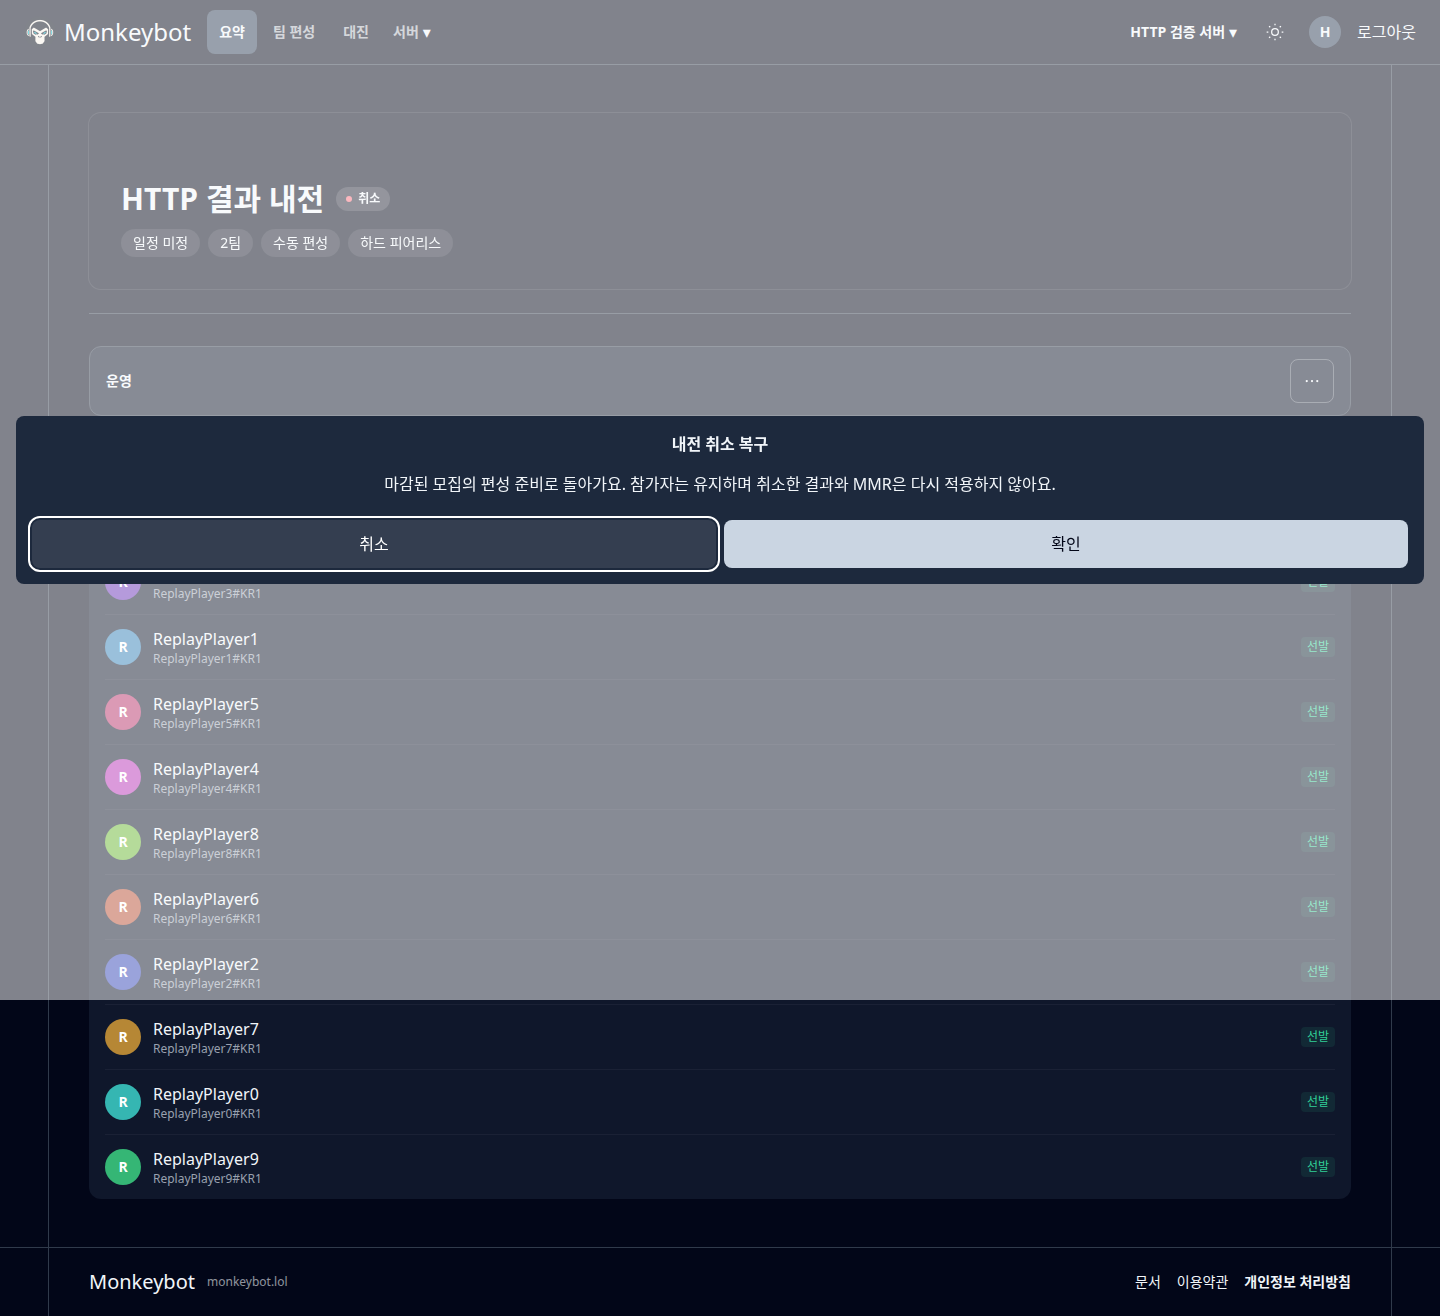 Monkeybot 요약 팀 편성 대진 서버 ▾ HTTP 검증 서버 ▾ H 로그아웃
HTTP 결과 내전 취소
일정 미정 2팀 수동 편성 하드 피어리스
운영 ⋯
내전 취소 복구
마감된 모집의 편성 준비로 돌아가요. 참가자는 유지하며 취소한 결과와 MMR은 다시 적용하지 않아요.
취소 확인
ReplayPlayer3#KR1
R ReplayPlayer1 선발
ReplayPlayer1#KR1
R ReplayPlayer5 선발
ReplayPlayer5#KR1
R ReplayPlayer4 선발
ReplayPlayer4#KR1
R ReplayPlayer8 선발
ReplayPlayer8#KR1
R ReplayPlayer6 선발
ReplayPlayer6#KR1
R ReplayPlayer2 선발
ReplayPlayer2#KR1
R ReplayPlayer7 선발
ReplayPlayer7#KR1
R ReplayPlayer0 선발
ReplayPlayer0#KR1
R ReplayPlayer9 선발
ReplayPlayer9#KR1
Monkeybot monkeybot.lol 문서 이용약관 개인정보 처리방침